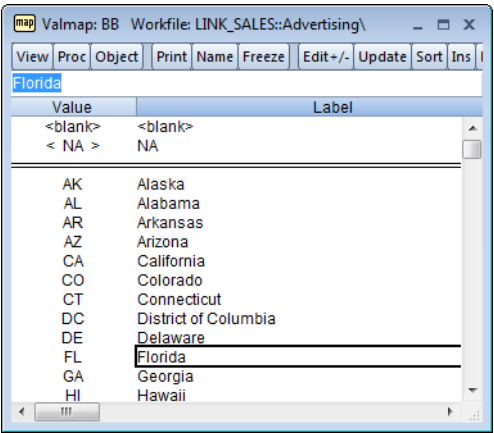 map Valmap: BB Workfile: LINK_SALES::Advertising\
View Proc Object Print Name Freeze Edit+/- Update Sort Ins
Florida
Value Label
<blank> <blank>
< NA > NA
AK Alaska
AL Alabama
AR Arkansas
AZ Arizona
CA California
CO Colorado
CT Connecticut
DC District of Columbia
DE Delaware
FL Florida
GA Georgia
HI Hawaii